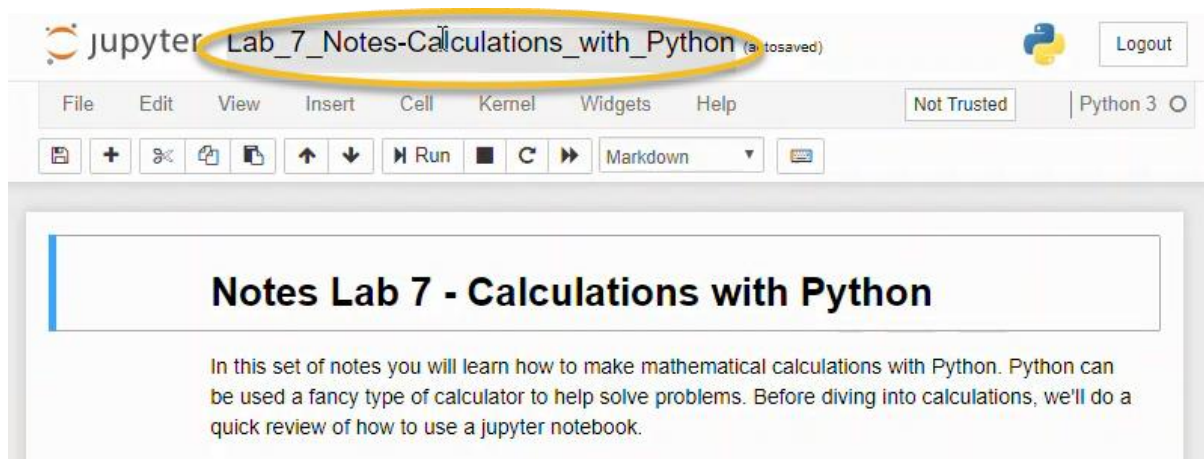 jupyter Lab_7_Notes-Calculations_with_Python (autosaved) Logout
File Edit View Insert Cell Kernel Widgets Help Not Trusted Python 3
Run Markdown
Notes Lab 7 - Calculations with Python
In this set of notes you will learn how to make mathematical calculations with Python. Python can
be used a fancy type of calculator to help solve problems. Before diving into calculations, we'll do a
quick review of how to use a jupyter notebook.